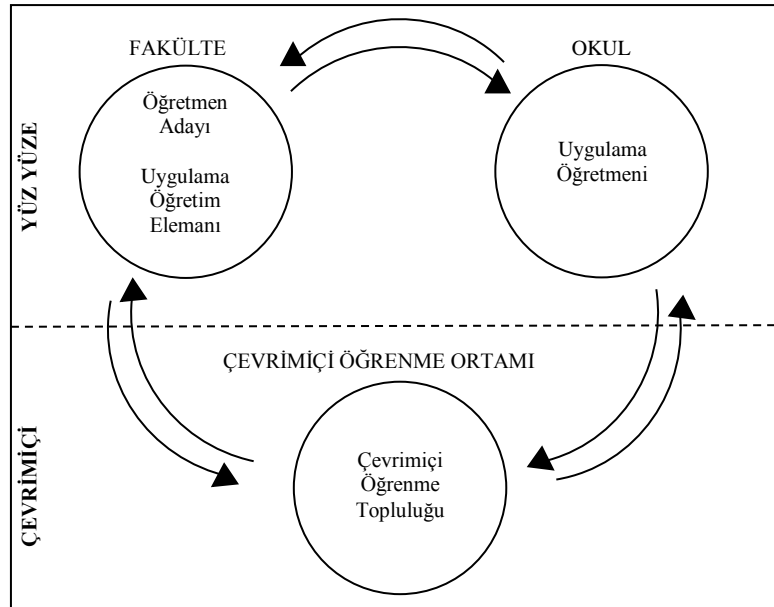 FAKÜLTE
OKUL
YÜZ YÜZE
Öğretmen
Adayı
Uygulama
Öğretim
Elemanı
Uygulama
Öğretmeni
ÇEVRİMİÇİ ÖĞRENME ORTAMI
ÇEVRİMİÇİ
Çevrimiçi
Öğrenme
Topluluğu